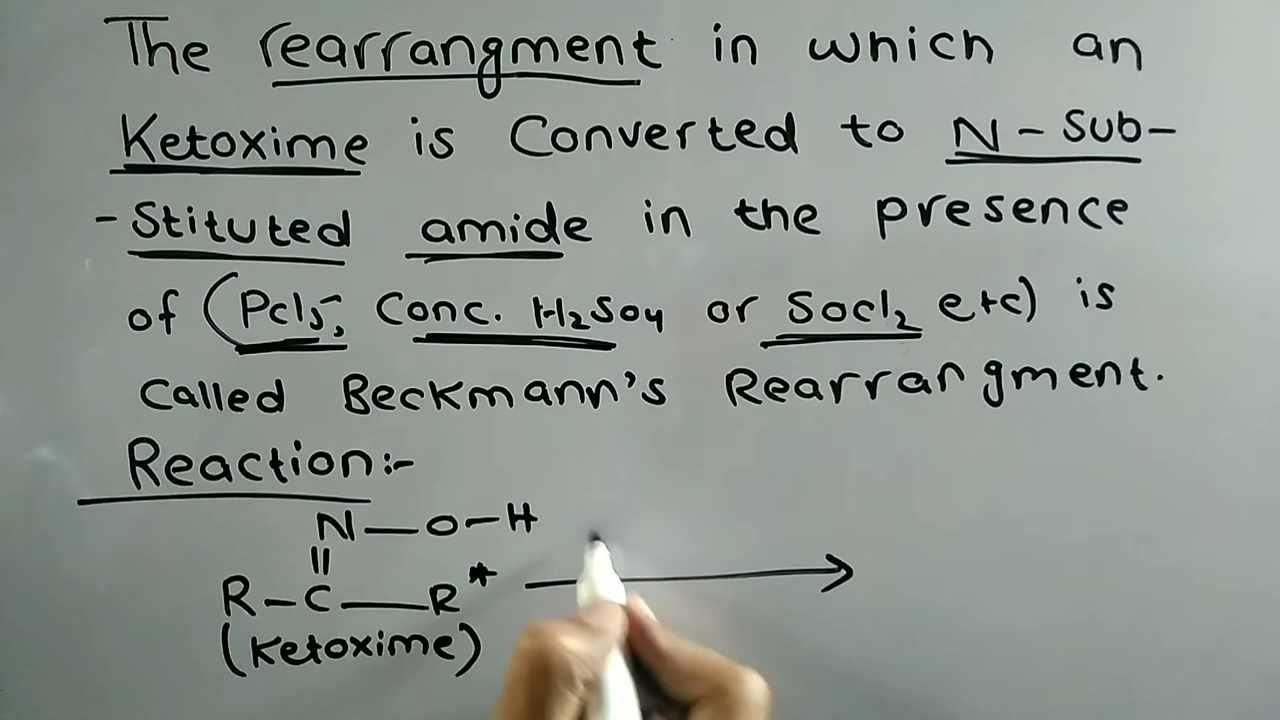 The rearrangment in which an
Ketoxime is Converted to N-Sub-
-Stituted amide in the presence
of (Pcl5, Conc. H2So4 or Socl2 etc) is
Called Beckmann's Rearrangment.
Reaction:-
N-O-H
||
R-C-R*
(Ketoxime)